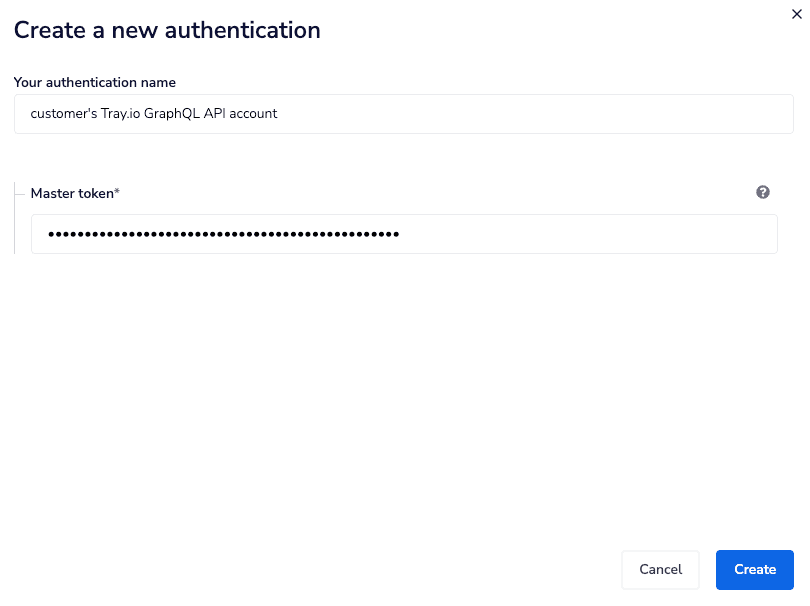 Create a new authentication
Your authentication name
customer's Tray.io GraphQL API account
Master token*
••••••••••••••••••••••••••••••••••••••••••••••••
Cancel
Create